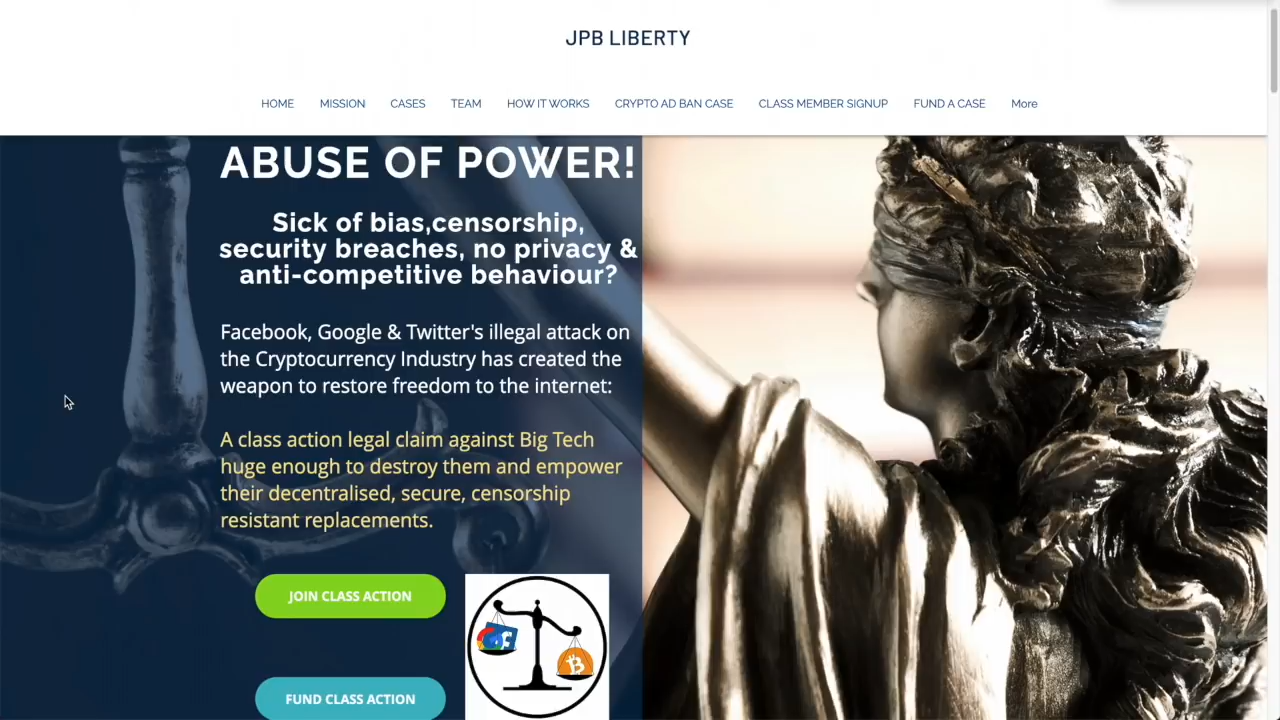 JPB LIBERTY
HOME MISSION CASES TEAM HOW IT WORKS CRYPTO AD BAN CASE CLASS MEMBER SIGNUP FUND A CASE More
ABUSE OF POWER!
Sick of bias,censorship,
security breaches, no privacy &
anti-competitive behaviour?
Facebook, Google & Twitter's illegal attack on
the Cryptocurrency Industry has created the
weapon to restore freedom to the internet:
A class action legal claim against Big Tech
huge enough to destroy them and empower
their decentralised, secure, censorship
resistant replacements.
JOIN CLASS ACTION
FUND CLASS ACTION